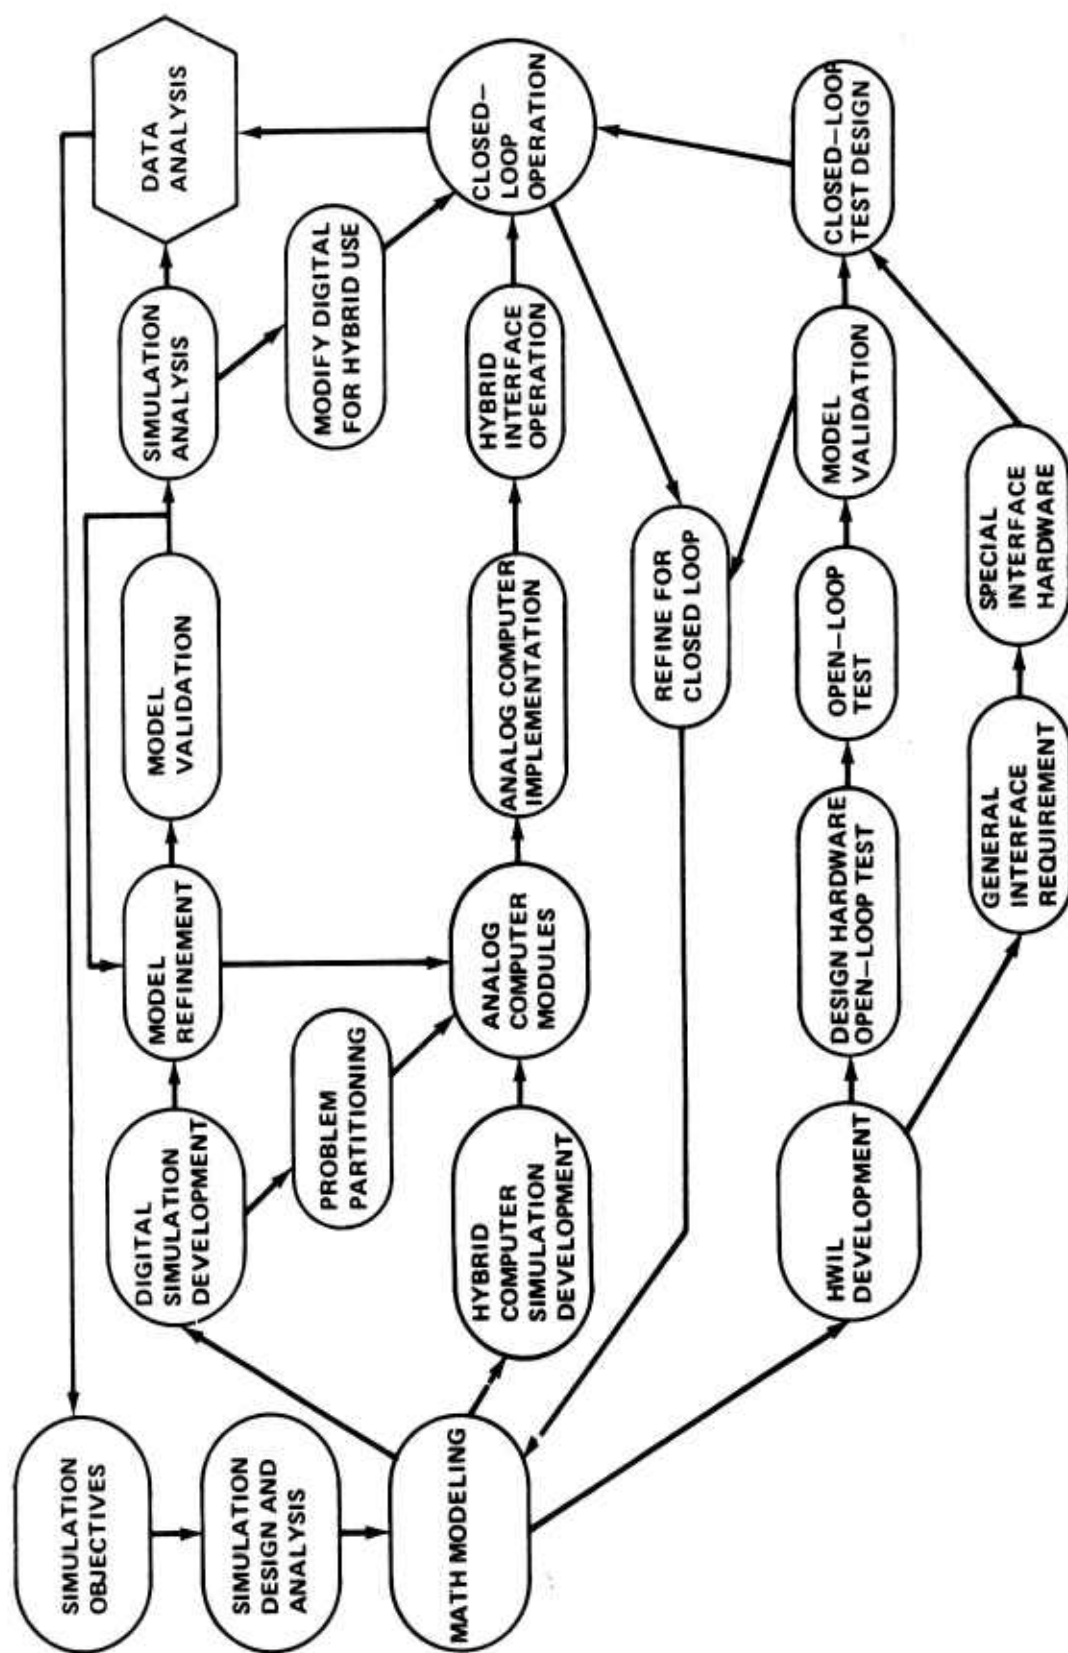 SIMULATION
OBJECTIVES
SIMULATION
DESIGN AND
ANALYSIS
MATH MODELING
DIGITAL
SIMULATION
DEVELOPMENT
MODEL
REFINEMENT
MODEL
VALIDATION
SIMULATION
ANALYSIS
DATA
ANALYSIS
PROBLEM
PARTITIONING
MODIFY DIGITAL
FOR HYBRID USE
HYBRID
COMPUTER
SIMULATION
DEVELOPMENT
ANALOG
COMPUTER
MODULES
ANALOG COMPUTER
IMPLEMENTATION
HYBRID
INTERFACE
OPERATION
CLOSED–
LOOP
OPERATION
REFINE FOR
CLOSED LOOP
HWIL
DEVELOPMENT
DESIGN HARDWARE
OPEN–LOOP TEST
OPEN–LOOP
TEST
MODEL
VALIDATION
CLOSED–LOOP
TEST DESIGN
GENERAL
INTERFACE
REQUIREMENT
SPECIAL
INTERFACE
HARDWARE